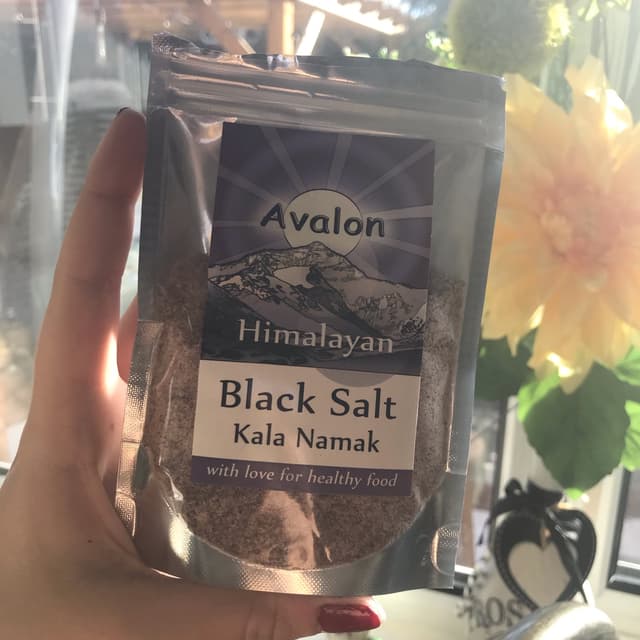 Avalon
Himalayan
Black Salt
Kala Namak
with love for healthy food